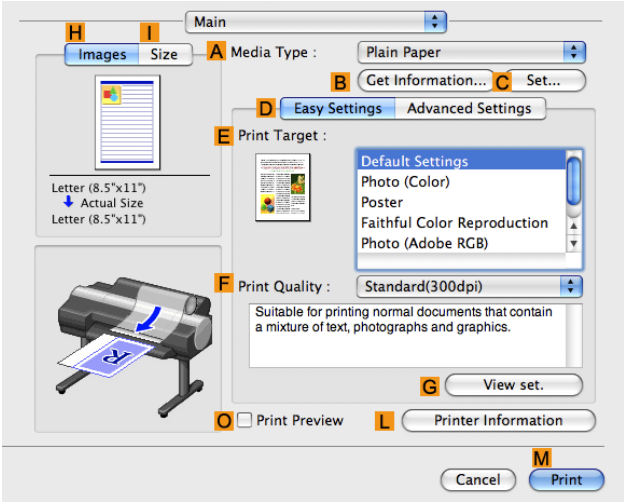 Main
H
I
Images
Size
A
Media Type :
Plain Paper
B
Get Information...
C
Set...
D
Easy Settings
Advanced Settings
E
Print Target :
Default Settings
Photo (Color)
Poster
Faithful Color Reproduction
Photo (Adobe RGB)
Letter (8.5"x11")
Actual Size
Letter (8.5"x11")
R
F
Print Quality :
Standard(300dpi)
Suitable for printing normal documents that contain
a mixture of text, photographs and graphics.
G
View set.
O
Print Preview
L
Printer Information
M
Cancel
Print